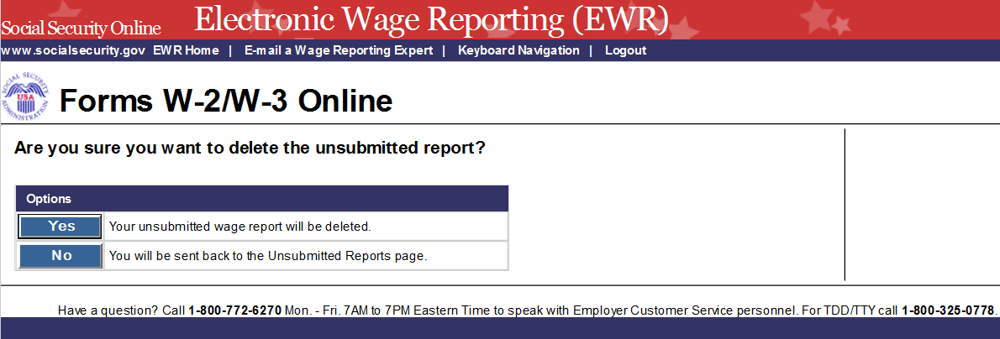 Social Security Online
Electronic Wage Reporting (EWR)
www.socialsecurity.gov EWR Home | E-mail a Wage Reporting Expert | Keyboard Navigation | Logout
SOCIAL SECURITY ADMINISTRATION
USA
Forms W-2/W-3 Online
Are you sure you want to delete the unsubmitted report?
Options
Yes Your unsubmitted wage report will be deleted.
No You will be sent back to the Unsubmitted Reports page.
Have a question? Call 1-800-772-6270 Mon. - Fri. 7AM to 7PM Eastern Time to speak with Employer Customer Service personnel. For TDD/TTY call 1-800-325-0778.